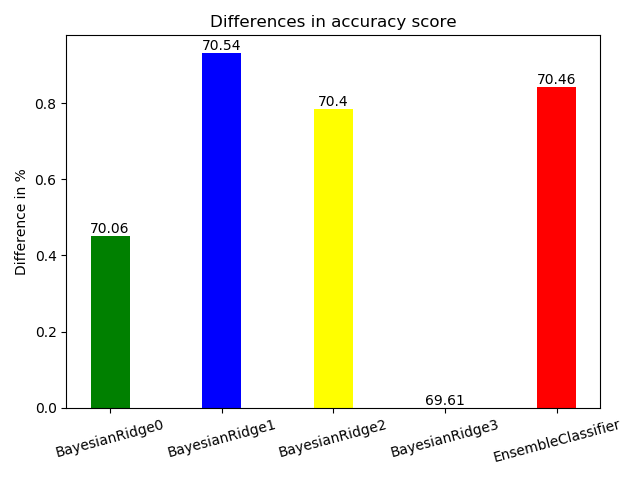 Differences in accuracy score
70.54
70.46
70.4
70.06
69.61
0.8
0.6
0.4
0.2
0.0
Difference in %
BayesianRidge0
BayesianRidge1
BayesianRidge2
BayesianRidge3
EnsembleClassifier